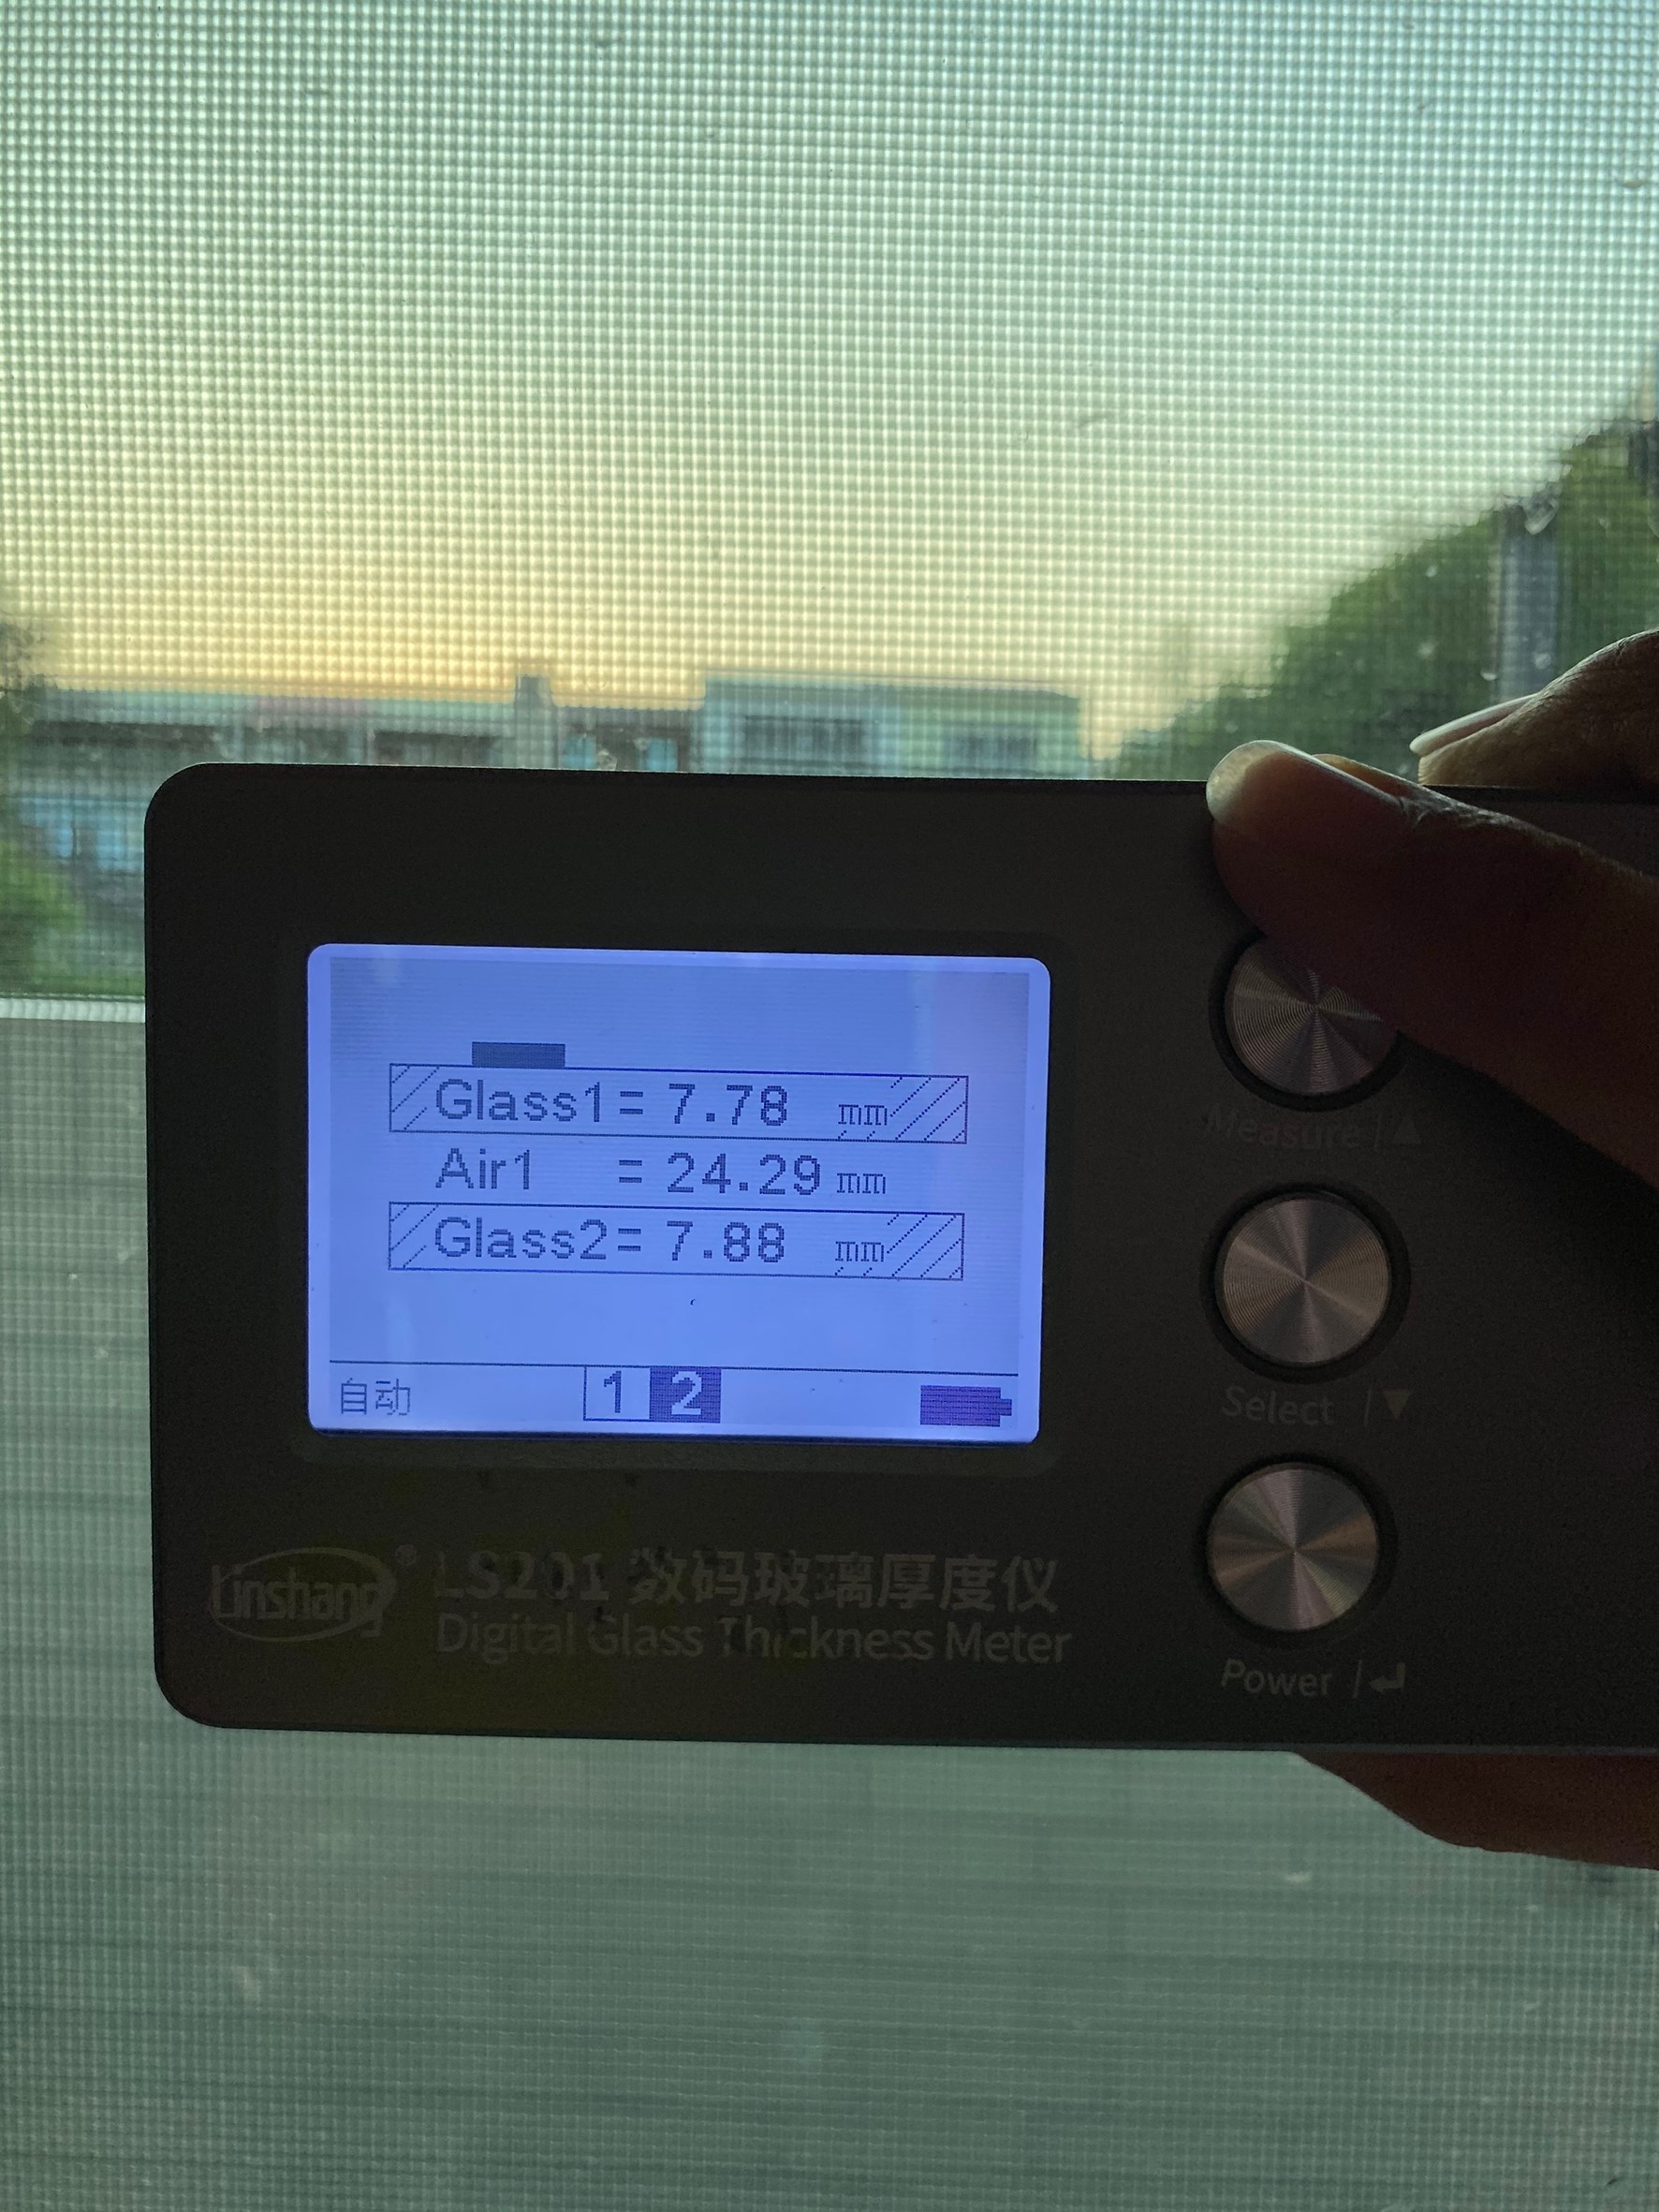 Glass1= 7.78 mm
Air1 = 24.29 mm
Glass2= 7.88 mm
自动 1 2
Measure / ▲
Select / ▼
Linshang® LS201 数码玻璃厚度仪
Digital Glass Thickness Meter
Power / ↵